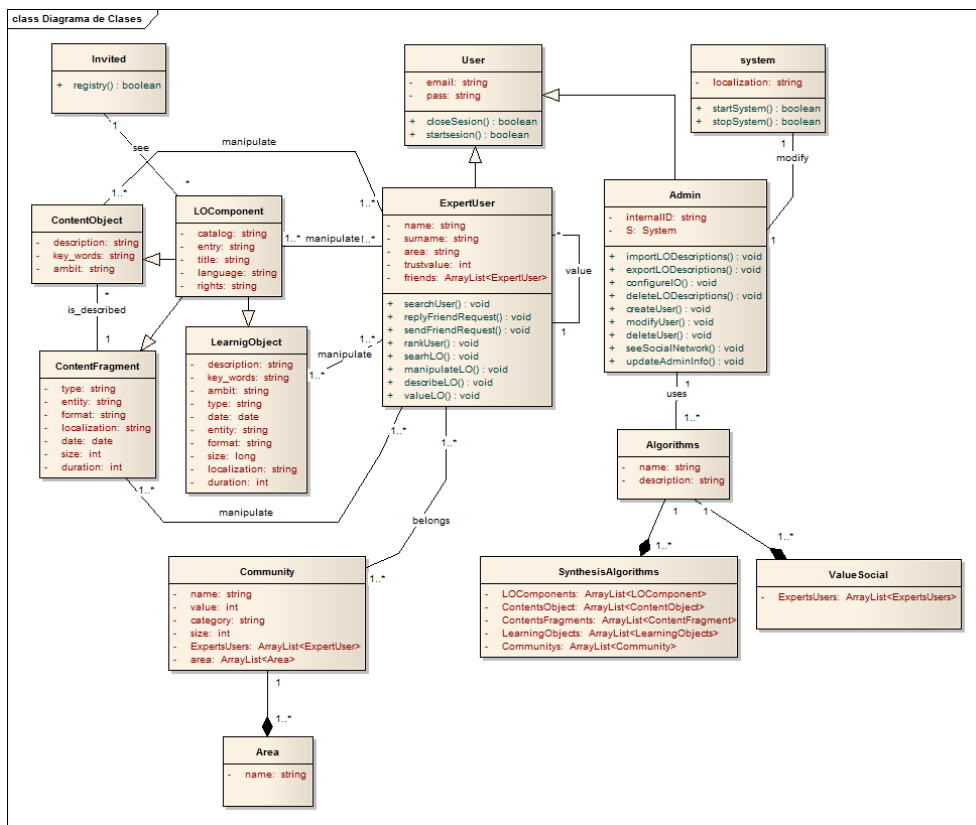 class Diagrama de Clases
Invited
+ registry() : boolean
User
- email: string
- pass: string
+ closeSesion() : boolean
+ startsesion() : boolean
system
- localization: string
+ startSystem() : boolean
+ stopSystem() : boolean
1
see
*
manipulate
1..*
1..*
1
modify
1
ContentObject
- description: string
- key_words: string
- ambit: string
LOComponent
- catalog: string
- entry: string
- title: string
- language: string
- rights: string
1..*
manipulate
1..*
ExpertUser
- name: string
- surname: string
- area: string
- trustvalue: int
- friends: ArrayList<ExpertUser>
+ searchUser() : void
+ replyFriendRequest() : void
+ sendFriendRequest() : void
+ rankUser() : void
+ searhLO() : void
+ manipulateLO() : void
+ describeLO() : void
+ valueLO() : void
*
value
1
Admin
- internalID: string
- S: System
+ importLODescriptions() : void
+ exportLODescriptions() : void
+ configureIO() : void
+ deleteLODescriptions() : void
+ createUser() : void
+ modifyUser() : void
+ deleteUser() : void
+ seeSocialNetwork() : void
+ updateAdminInfo() : void
*
is_described
1
ContentFragment
- type: string
- entity: string
- format: string
- localization: string
- date: date
- size: int
- duration: int
LearnigObject
- description: string
- key_words: string
- ambit: string
- type: string
- date: date
- entity: string
- format: string
- size: long
- localization: string
- duration: int
1..*
manipulate
1..*
1
uses
1..*
1..*
1..*
manipulate
1..*
belongs
1..*
Algorithms
- name: string
- description: string
1
1
1..*
1..*
Community
- name: string
- value: int
- category: string
- size: int
- ExpertsUsers: ArrayList<ExpertUser>
- area: ArrayList<Area>
SynthesisAlgorithms
- LOComponents: ArrayList<LOComponent>
- ContentsObject: ArrayList<ContentObject>
- ContentsFragments: ArrayList<ContentFragment>
- LearningObjects: ArrayList<LearningObjects>
- Communitys: ArrayList<Community>
ValueSocial
- ExpertsUsers: ArrayList<ExpertsUsers>
1
1..*
Area
- name: string